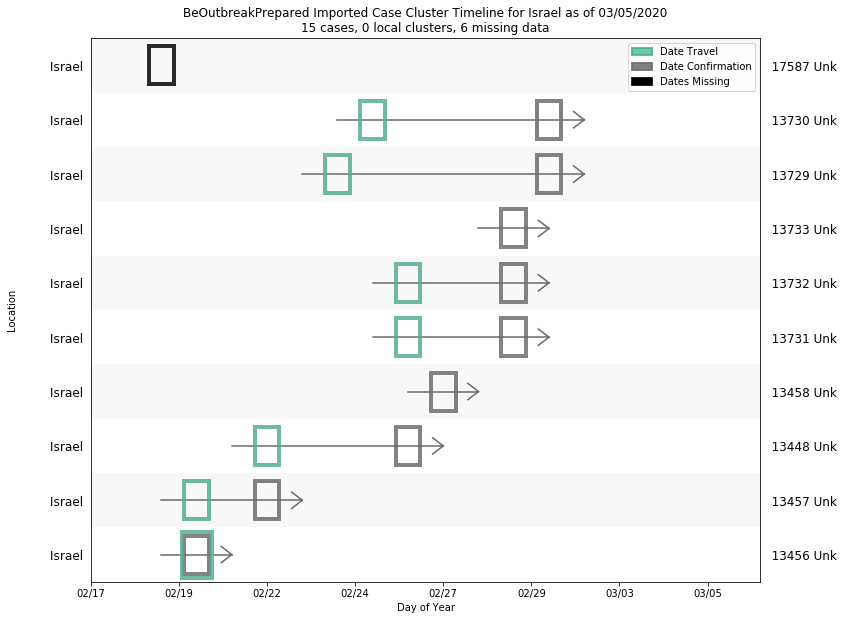 BeOutbreakPrepared Imported Case Cluster Timeline for Israel as of 03/05/2020
15 cases, 0 local clusters, 6 missing data
Date Travel
Date Confirmation
Dates Missing
Israel 17587 Unk
Israel 13730 Unk
Israel 13729 Unk
Israel 13733 Unk
Israel 13732 Unk
Israel 13731 Unk
Israel 13458 Unk
Israel 13448 Unk
Israel 13457 Unk
Israel 13456 Unk
Location
02/17 02/19 02/22 02/24 02/27 02/29 03/03 03/05
Day of Year